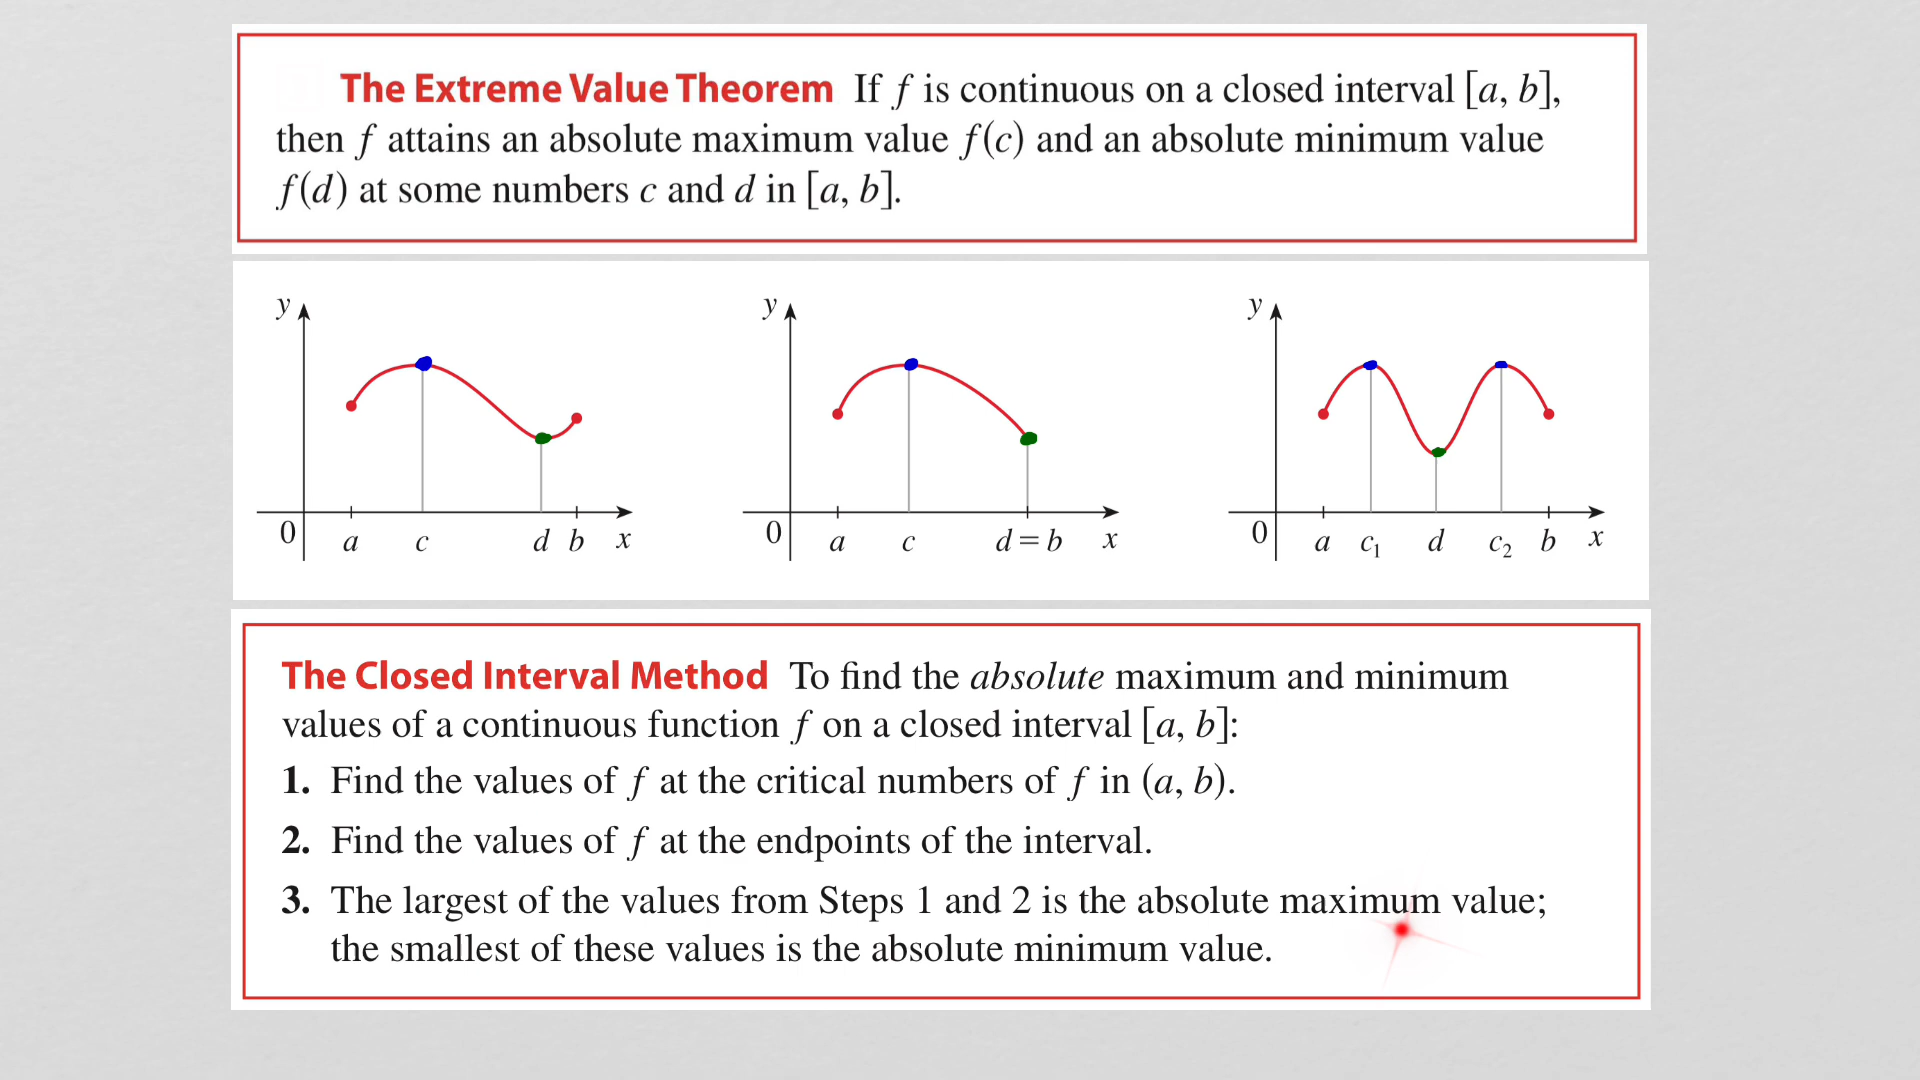 The Extreme Value Theorem If f is continuous on a closed interval [a, b],
then f attains an absolute maximum value f(c) and an absolute minimum value
f(d) at some numbers c and d in [a, b].
y
0 a c d b x
y
0 a c d = b x
y
0 a c₁ d c₂ b x
The Closed Interval Method To find the absolute maximum and minimum
values of a continuous function f on a closed interval [a, b]:
1. Find the values of f at the critical numbers of f in (a, b).
2. Find the values of f at the endpoints of the interval.
3. The largest of the values from Steps 1 and 2 is the absolute maximum value;
the smallest of these values is the absolute minimum value.